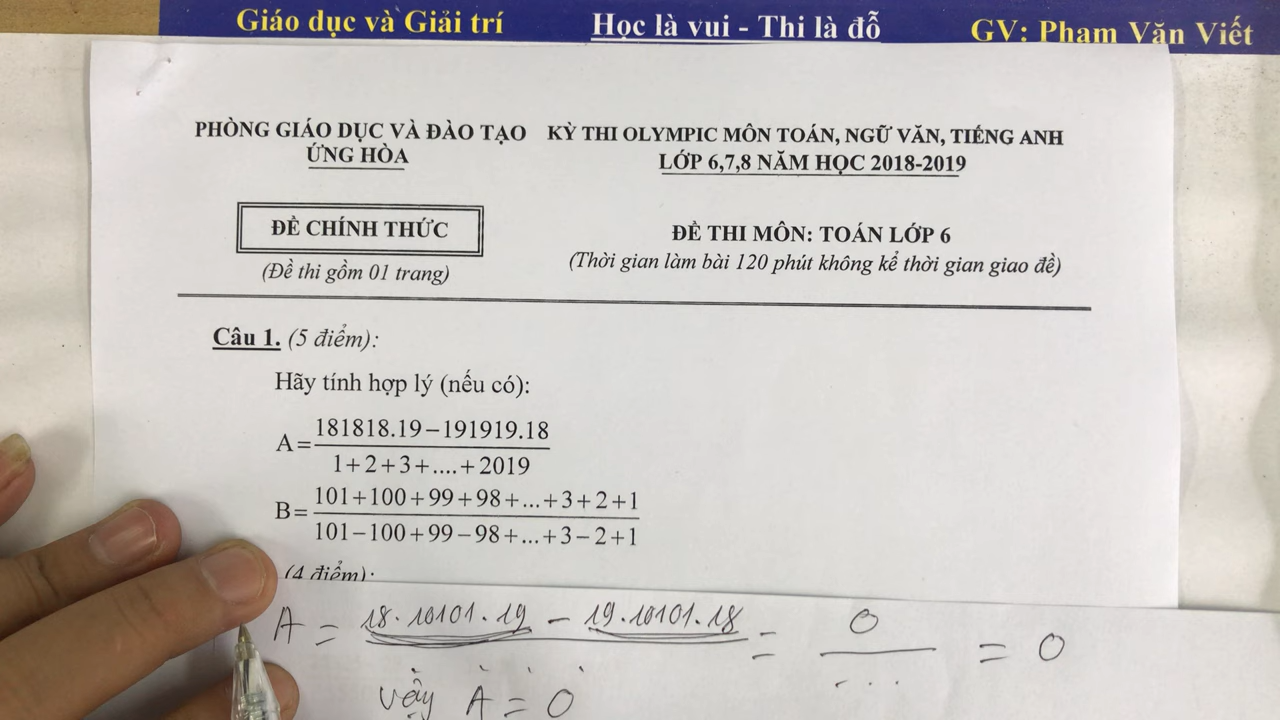 Giáo dục và Giải trí Học là vui - Thi là đỗ GV: Phạm Văn Viết
PHÒNG GIÁO DỤC VÀ ĐÀO TẠO
ỨNG HÒA
KỲ THI OLYMPIC MÔN TOÁN, NGỮ VĂN, TIẾNG ANH
LỚP 6,7,8 NĂM HỌC 2018-2019
ĐỀ CHÍNH THỨC
(Đề thi gồm 01 trang)
ĐỀ THI MÔN: TOÁN LỚP 6
(Thời gian làm bài 120 phút không kể thời gian giao đề)
Câu 1. (5 điểm):
Hãy tính hợp lý (nếu có):
A= 181818.19−191919.18
1+2+3+....+2019
B= 101+100+99+98+...+3+2+1
101−100+99−98+...+3−2+1
(4 điểm):
A = 18.10101.19 − 19.10101.18 = 0 = 0
...
vậy A = 0